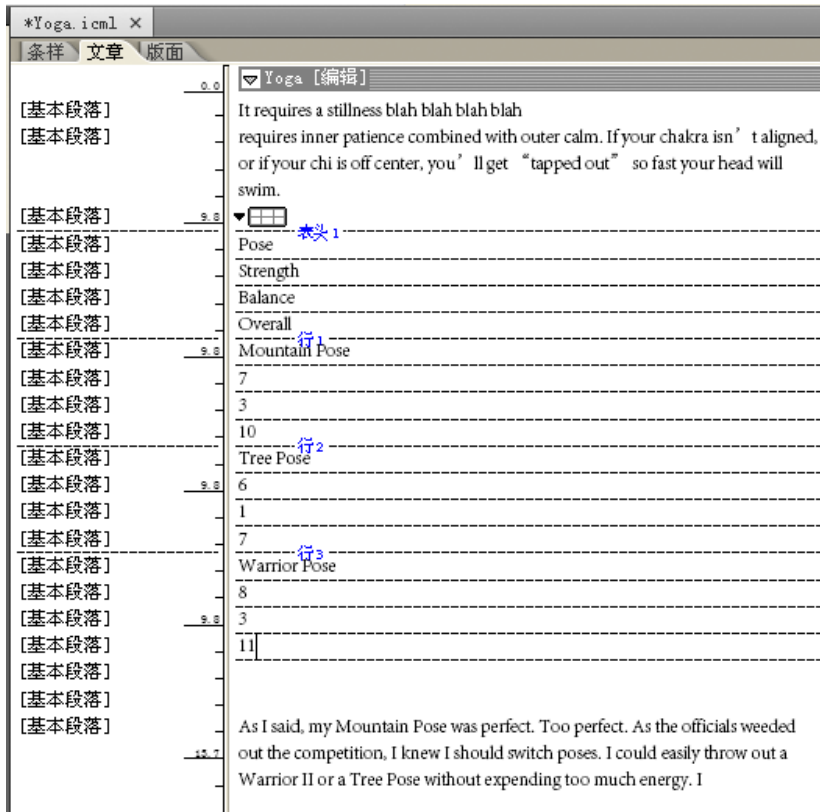 *Yoga.icml ×
条样 文章 版面
0.0 Yoga [编辑]
[基本段落] It requires a stillness blah blah blah blah
[基本段落] requires inner patience combined with outer calm. If your chakra isn’t aligned,
or if your chi is off center, you’ll get “tapped out” so fast your head will
swim.
[基本段落] 9.8
表头 1
[基本段落] Pose
[基本段落] Strength
[基本段落] Balance
[基本段落] Overall
行1
[基本段落] 9.8 Mountain Pose
[基本段落] 7
[基本段落] 3
[基本段落] 10
行2
[基本段落] Tree Pose
[基本段落] 9.8 6
[基本段落] 1
[基本段落] 7
行3
[基本段落] Warrior Pose
[基本段落] 8
[基本段落] 9.8 3
[基本段落] 11
[基本段落]
[基本段落]
[基本段落] As I said, my Mountain Pose was perfect. Too perfect. As the officials weeded
15.7 out the competition, I knew I should switch poses. I could easily throw out a
Warrior II or a Tree Pose without expending too much energy. I